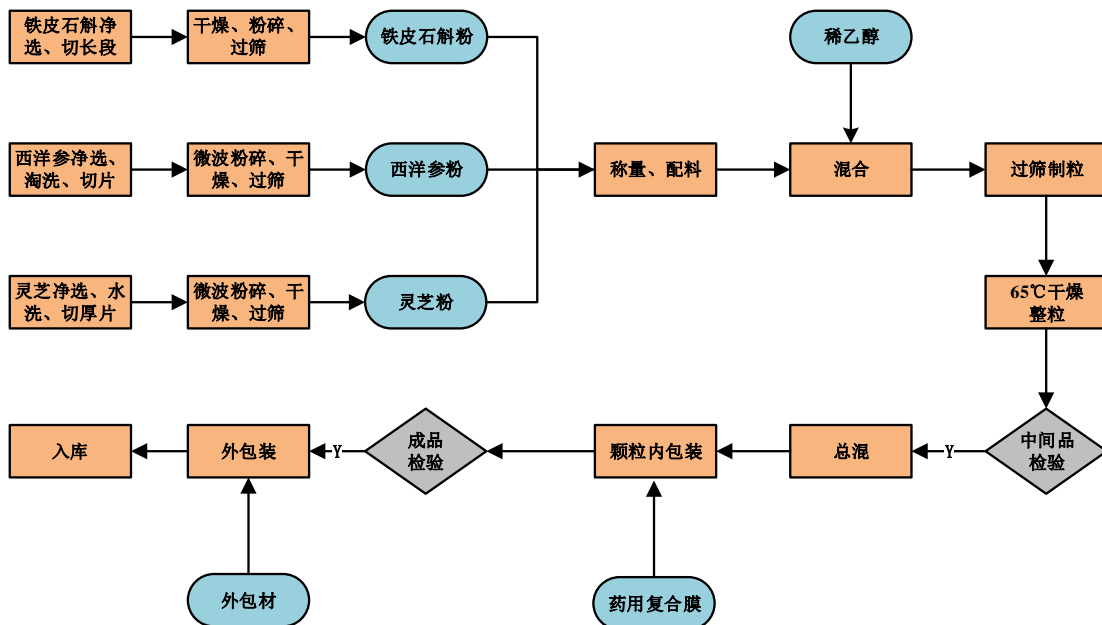 铁皮石斛净
选、切长段
干燥、粉碎、
过筛
铁皮石斛粉
稀乙醇
西洋参净选、
淘洗、切片
微波粉碎、干
燥、过筛
西洋参粉
称量、配料
混合
过筛制粒
灵芝净选、水
洗、切厚片
微波粉碎、干
燥、过筛
灵芝粉
65℃干燥
整粒
入库
外包装
Y
成品
检验
颗粒内包装
总混
Y
中间品
检验
外包材
药用复合膜